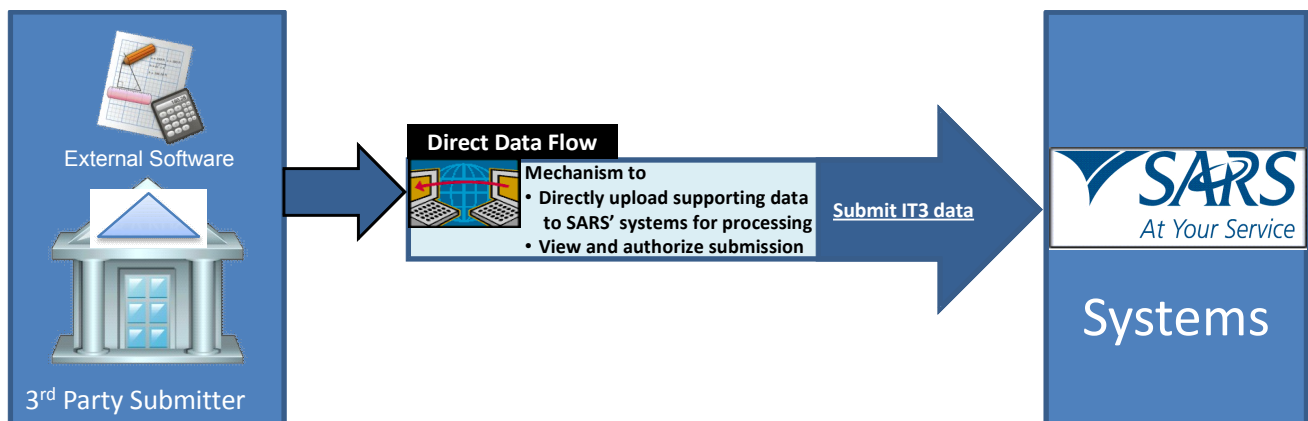 External Software
3rd Party Submitter
Direct Data Flow
Mechanism to
• Directly upload supporting data
to SARS’ systems for processing
• View and authorize submission
Submit IT3 data
SARS
At Your Service
Systems